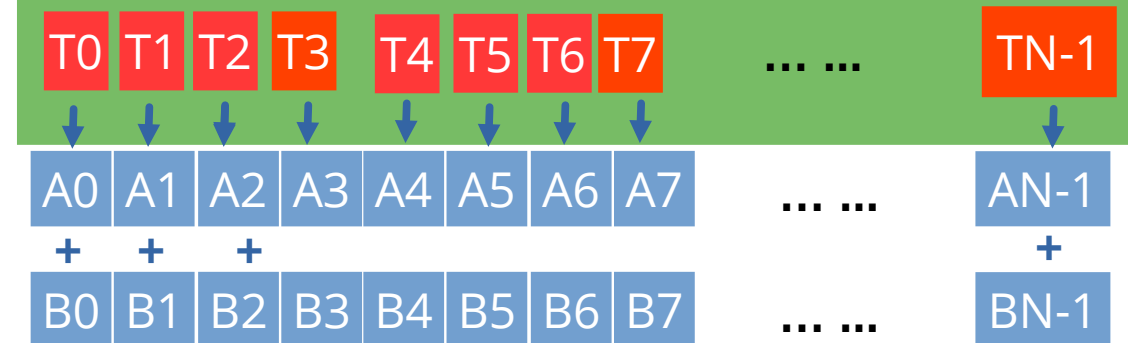 T0 T1 T2 T3 T4 T5 T6 T7 ... ... TN-1
A0 A1 A2 A3 A4 A5 A6 A7 ... ... AN-1
+ + + +
B0 B1 B2 B3 B4 B5 B6 B7 ... ... BN-1